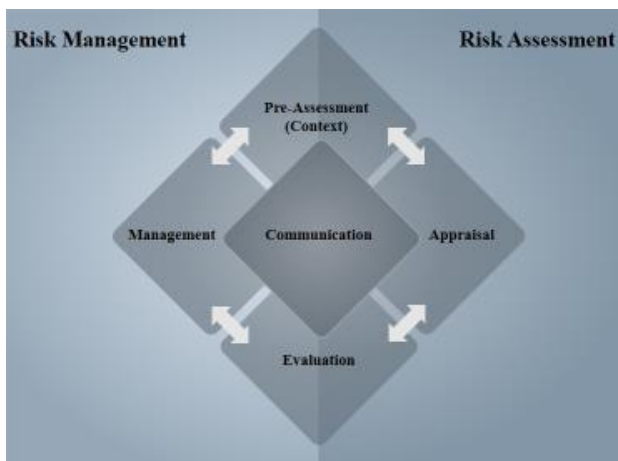 Risk Management
Risk Assessment
Pre-Assessment
(Context)
Management
Communication
Appraisal
Evaluation